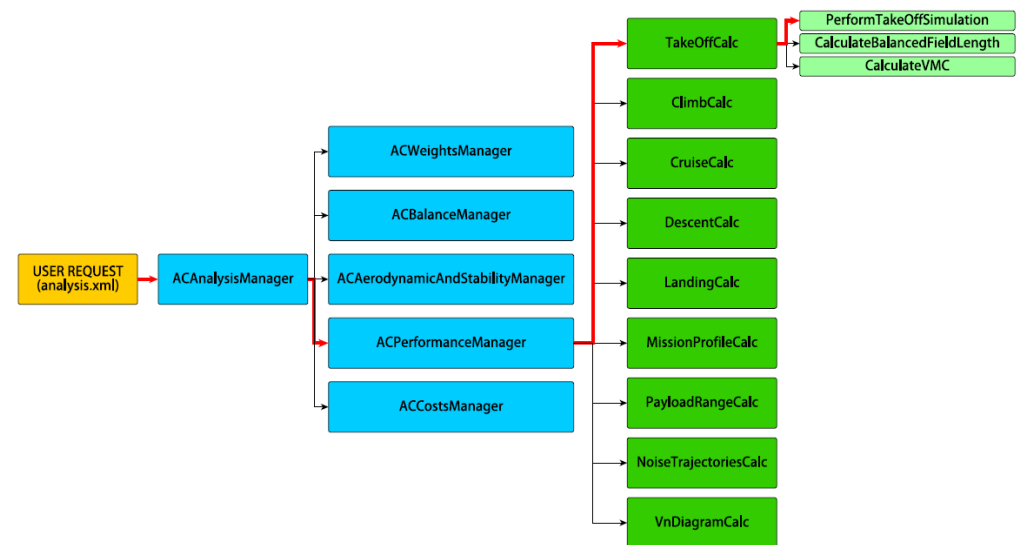 USER REQUEST
(analysis.xml)
ACAnalysisManager
ACWeightsManager
ACBalanceManager
ACAerodynamicAndStabilityManager
ACPerformanceManager
ACCostsManager
TakeOffCalc
ClimbCalc
CruiseCalc
DescentCalc
LandingCalc
MissionProfileCalc
PayloadRangeCalc
NoiseTrajectoriesCalc
VnDiagramCalc
PerformTakeOffSimulation
CalculateBalancedFieldLength
CalculateVMC